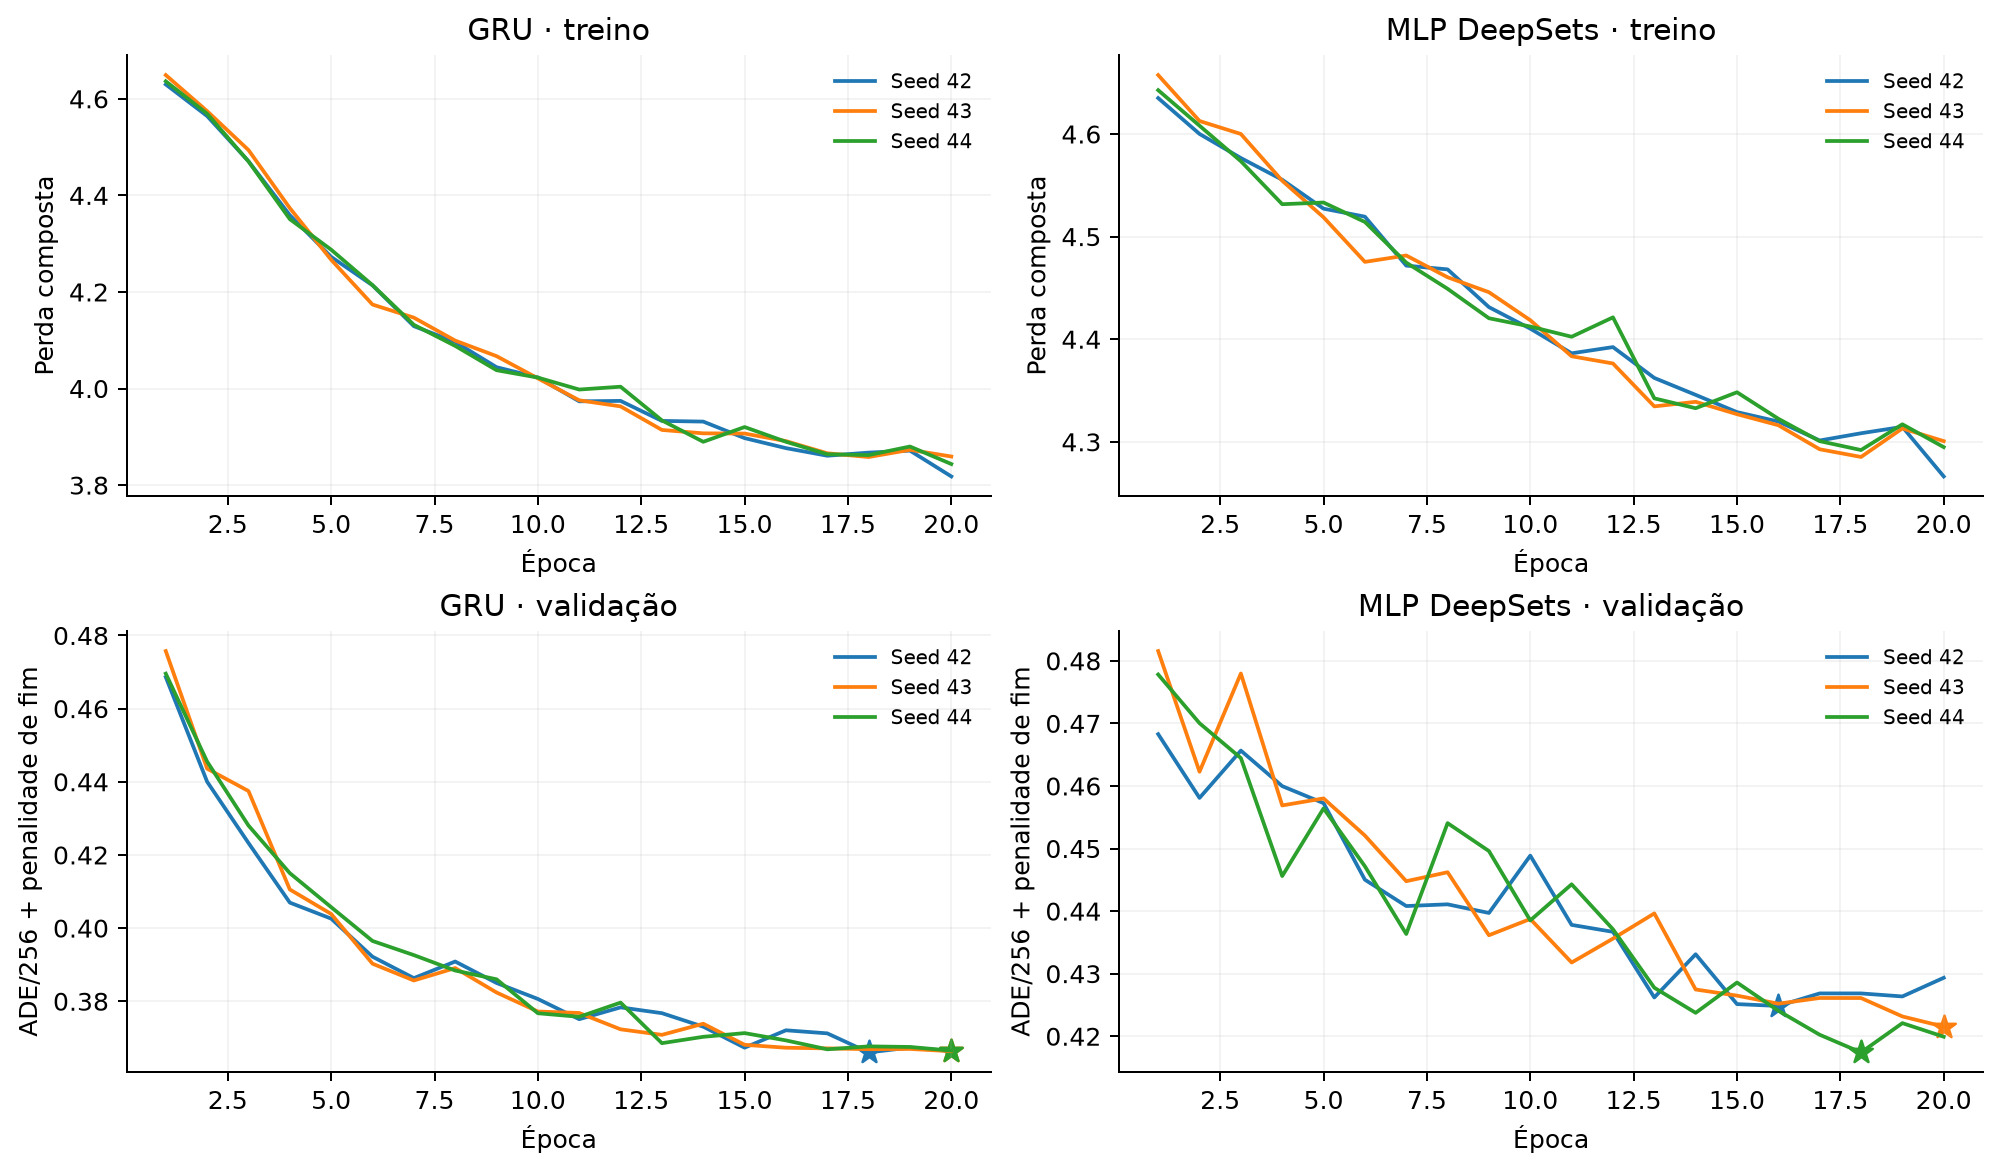 GRU · treino
Perda composta
4.6
4.4
4.2
4.0
3.8
Seed 42
Seed 43
Seed 44
2.5 5.0 7.5 10.0 12.5 15.0 17.5 20.0
Época
MLP DeepSets · treino
Perda composta
4.6
4.5
4.4
4.3
Seed 42
Seed 43
Seed 44
2.5 5.0 7.5 10.0 12.5 15.0 17.5 20.0
Época
GRU · validação
ADE/256 + penalidade de fim
0.48
0.46
0.44
0.42
0.40
0.38
Seed 42
Seed 43
Seed 44
2.5 5.0 7.5 10.0 12.5 15.0 17.5 20.0
Época
MLP DeepSets · validação
ADE/256 + penalidade de fim
0.48
0.47
0.46
0.45
0.44
0.43
0.42
Seed 42
Seed 43
Seed 44
2.5 5.0 7.5 10.0 12.5 15.0 17.5 20.0
Época